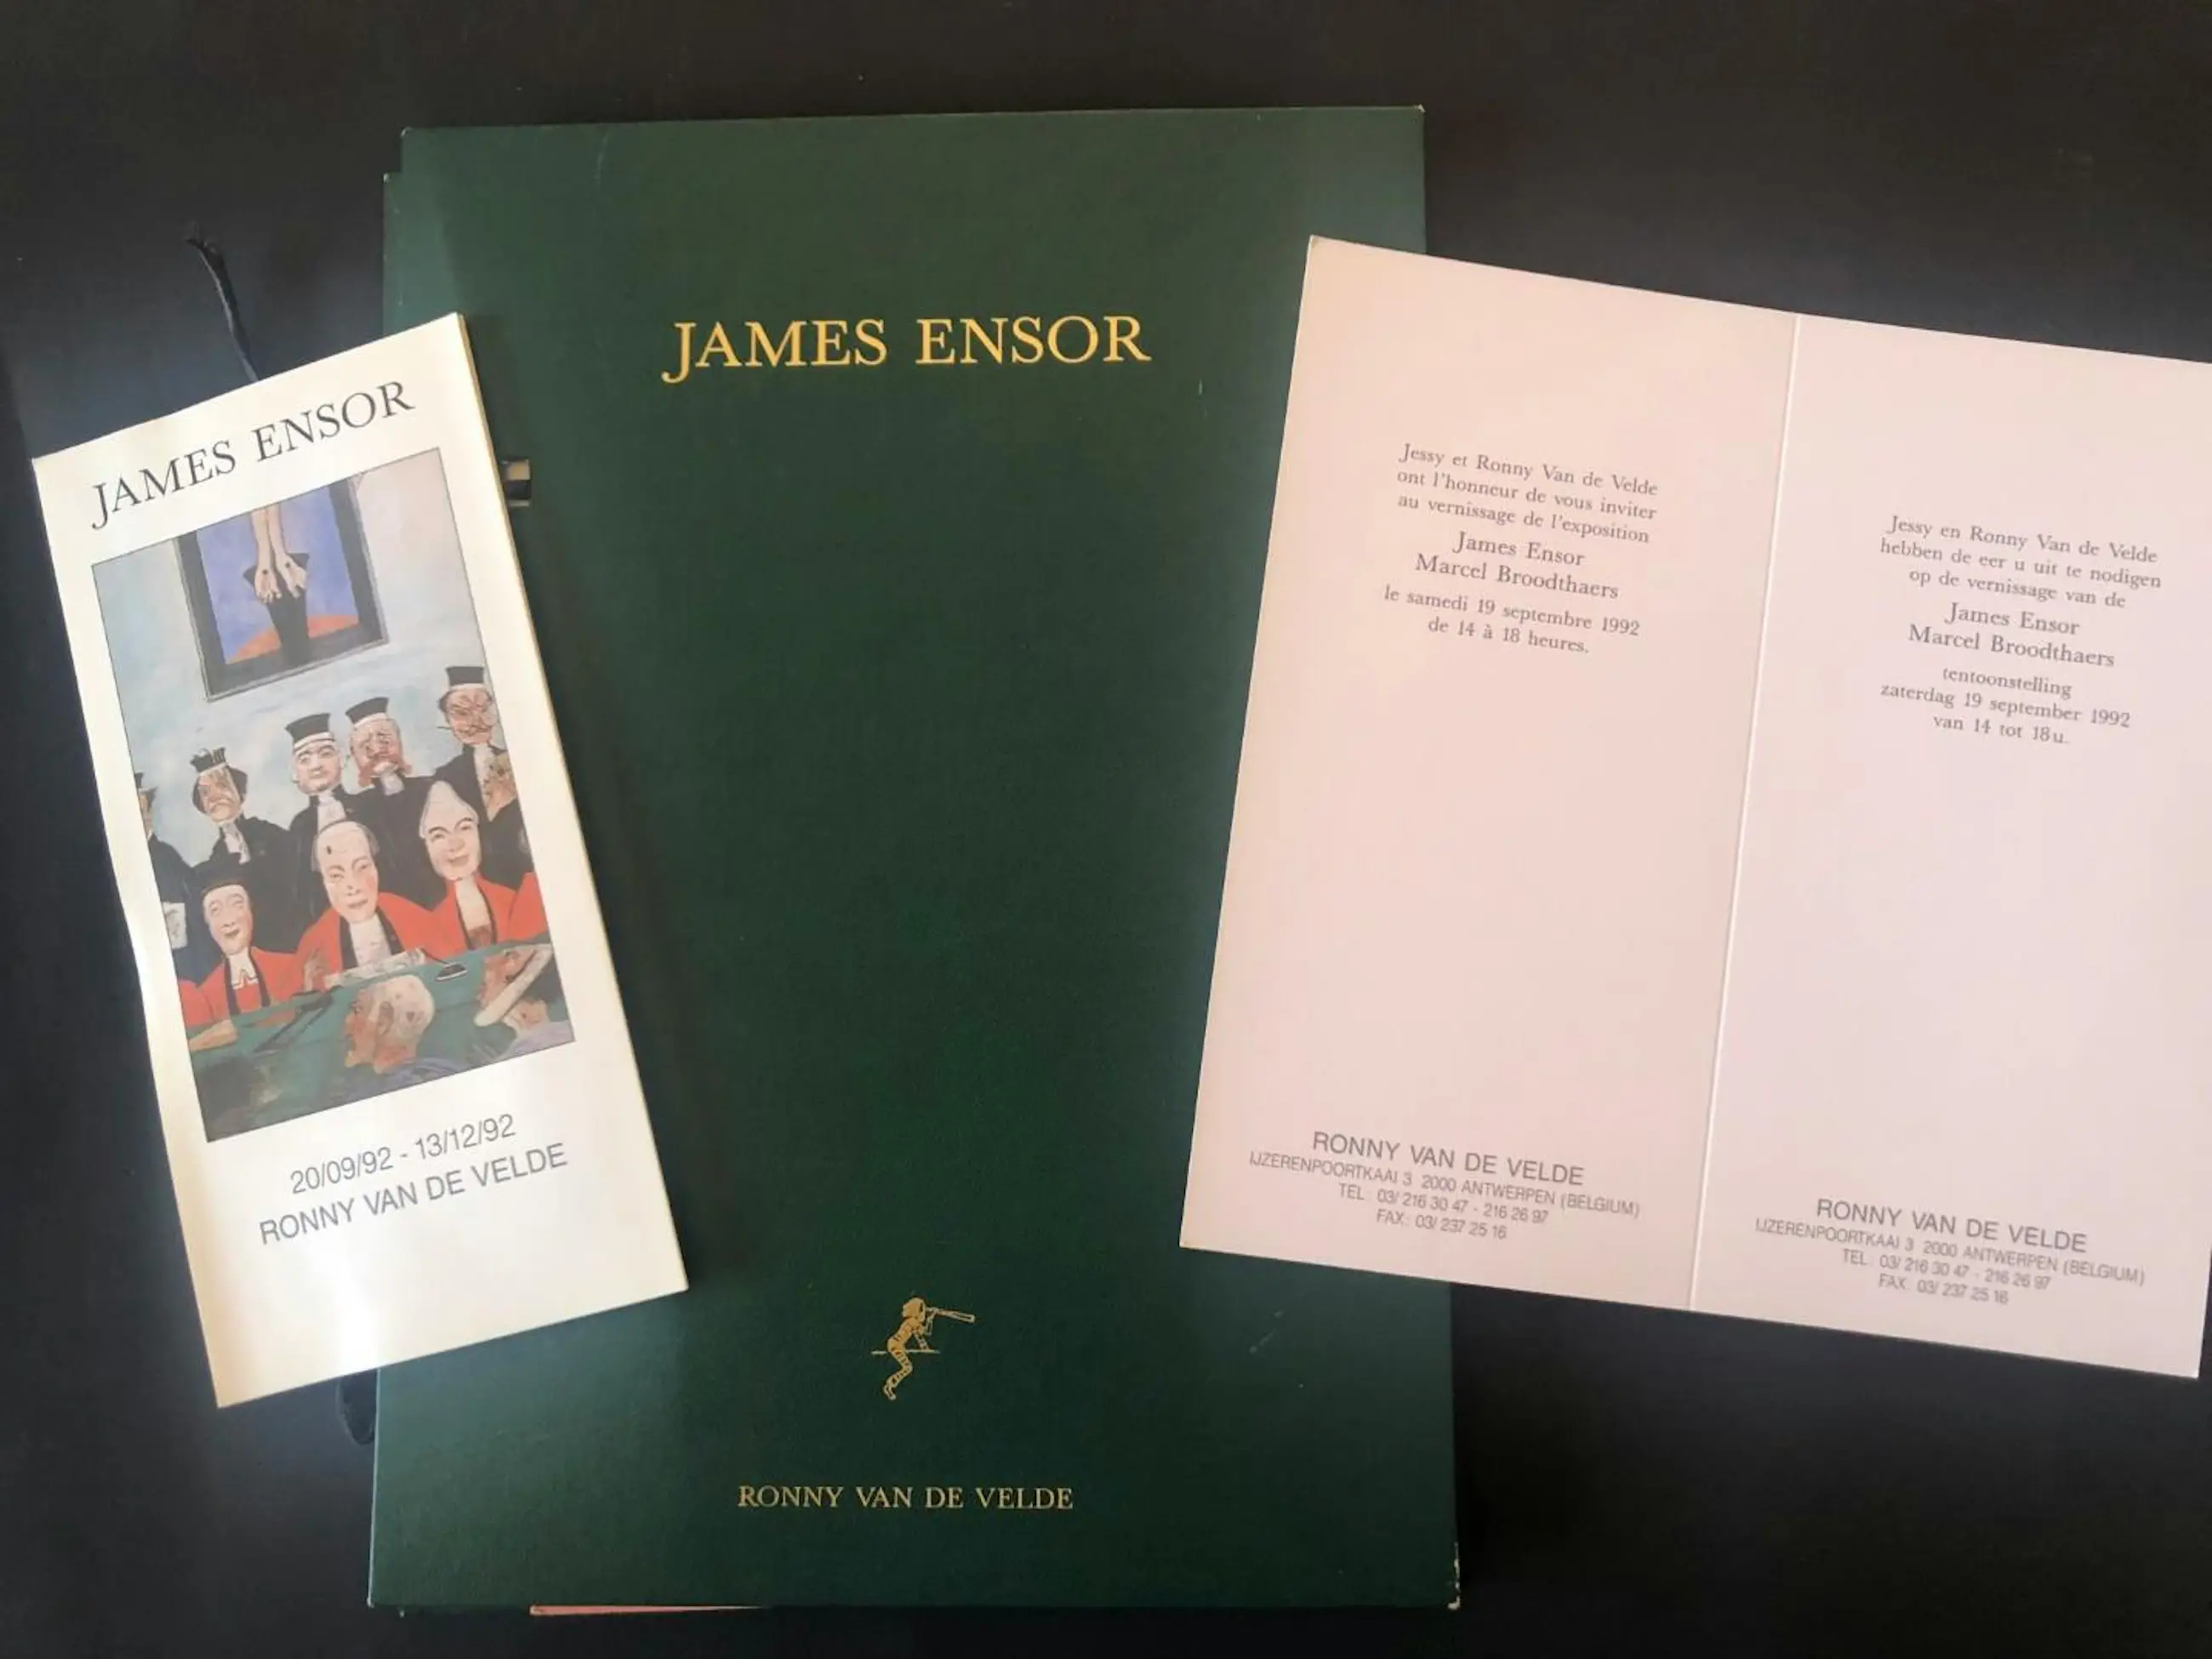 JAMES ENSOR
20/09/92 - 13/12/92
RONNY VAN DE VELDE
JAMES ENSOR
RONNY VAN DE VELDE
Jessy et Ronny Van de Velde
ont l'honneur de vous inviter
au vernissage de l'exposition
James Ensor
Marcel Broodthaers
le samedi 19 septembre 1992
de 14 à 18 heures.
RONNY VAN DE VELDE
IJZERENPOORTKAAI 3 2000 ANTWERPEN (BELGIUM)
TEL : 03/ 216 30 47 - 216 26 97
FAX.: 03/ 237 25 16
Jessy en Ronny Van de Velde
hebben de eer u uit te nodigen
op de vernissage van de
James Ensor
Marcel Broodthaers
tentoonstelling
zaterdag 19 september 1992
van 14 tot 18u.
RONNY VAN DE VELDE
IJZERENPOORTKAAI 3 2000 ANTWERPEN (BELGIUM)
TEL : 03/ 216 30 47 - 216 26 97
FAX.: 03/ 237 25 16